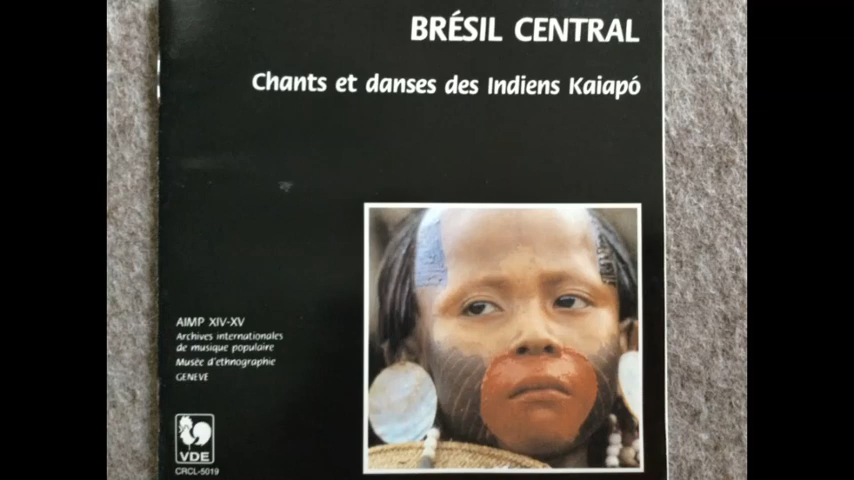 BRÉSIL CENTRAL
Chants et danses des Indiens Kaiapó
AIMP XIV-XV
Archives internationales
de musique populaire
Musée d'ethnographie
GENEVE
VDE
CRCL-5019